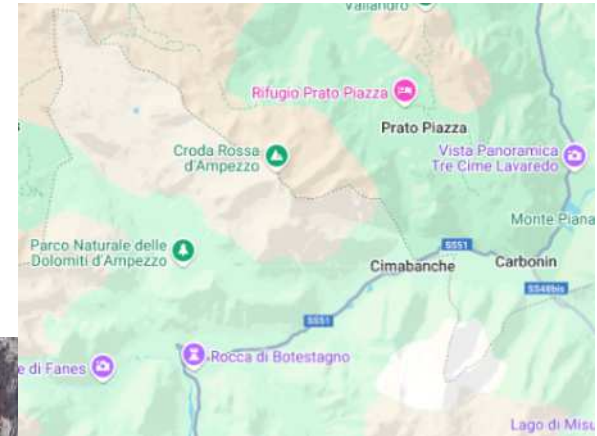 Vallandro
Rifugio Prato Piazza
Prato Piazza
Croda Rossa
d'Ampezzo
Vista Panoramica
Tre Cime Lavaredo
Monte Piana
SS51
Parco Naturale delle
Dolomiti d'Ampezzo
Cimabanche
Carbonin
SS48bis
SS51
Rocca di Botestagno
e di Fanes
Lago di Misu